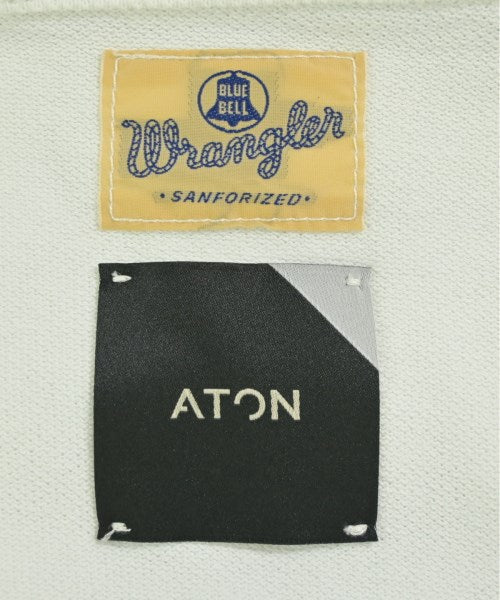 BLUE
BELL
Wrangler
• SANFORIZED •
ATON